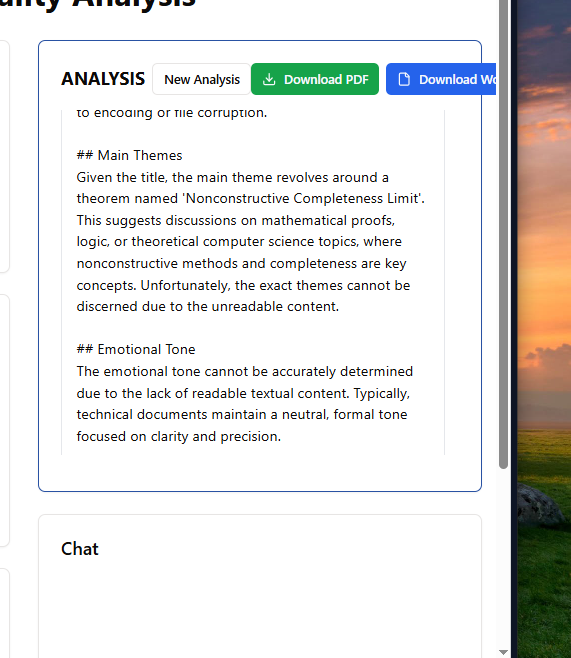 ality Analysis
ANALYSIS New Analysis Download PDF Download Wo
to encoding or file corruption.
## Main Themes
Given the title, the main theme revolves around a
theorem named 'Nonconstructive Completeness Limit'.
This suggests discussions on mathematical proofs,
logic, or theoretical computer science topics, where
nonconstructive methods and completeness are key
concepts. Unfortunately, the exact themes cannot be
discerned due to the unreadable content.
## Emotional Tone
The emotional tone cannot be accurately determined
due to the lack of readable textual content. Typically,
technical documents maintain a neutral, formal tone
focused on clarity and precision.
Chat